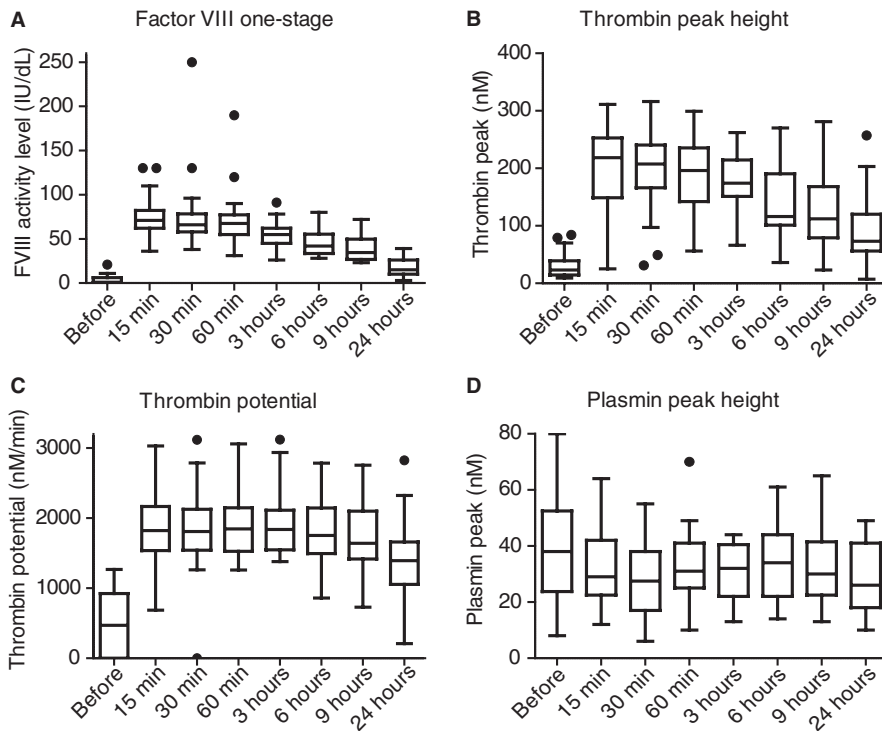 A Factor VIII one-stage
FVIII activity level (IU/dL)
250
200
150
100
50
0
Before
15 min
30 min
60 min
3 hours
6 hours
9 hours
24 hours
B Thrombin peak height
Thrombin peak (nM)
400
300
200
100
0
Before
15 min
30 min
60 min
3 hours
6 hours
9 hours
24 hours
C Thrombin potential
Thrombin potential (nM/min)
3000
2000
1000
0
Before
15 min
30 min
60 min
3 hours
6 hours
9 hours
24 hours
D Plasmin peak height
Plasmin peak (nM)
80
60
40
20
0
Before
15 min
30 min
60 min
3 hours
6 hours
9 hours
24 hours